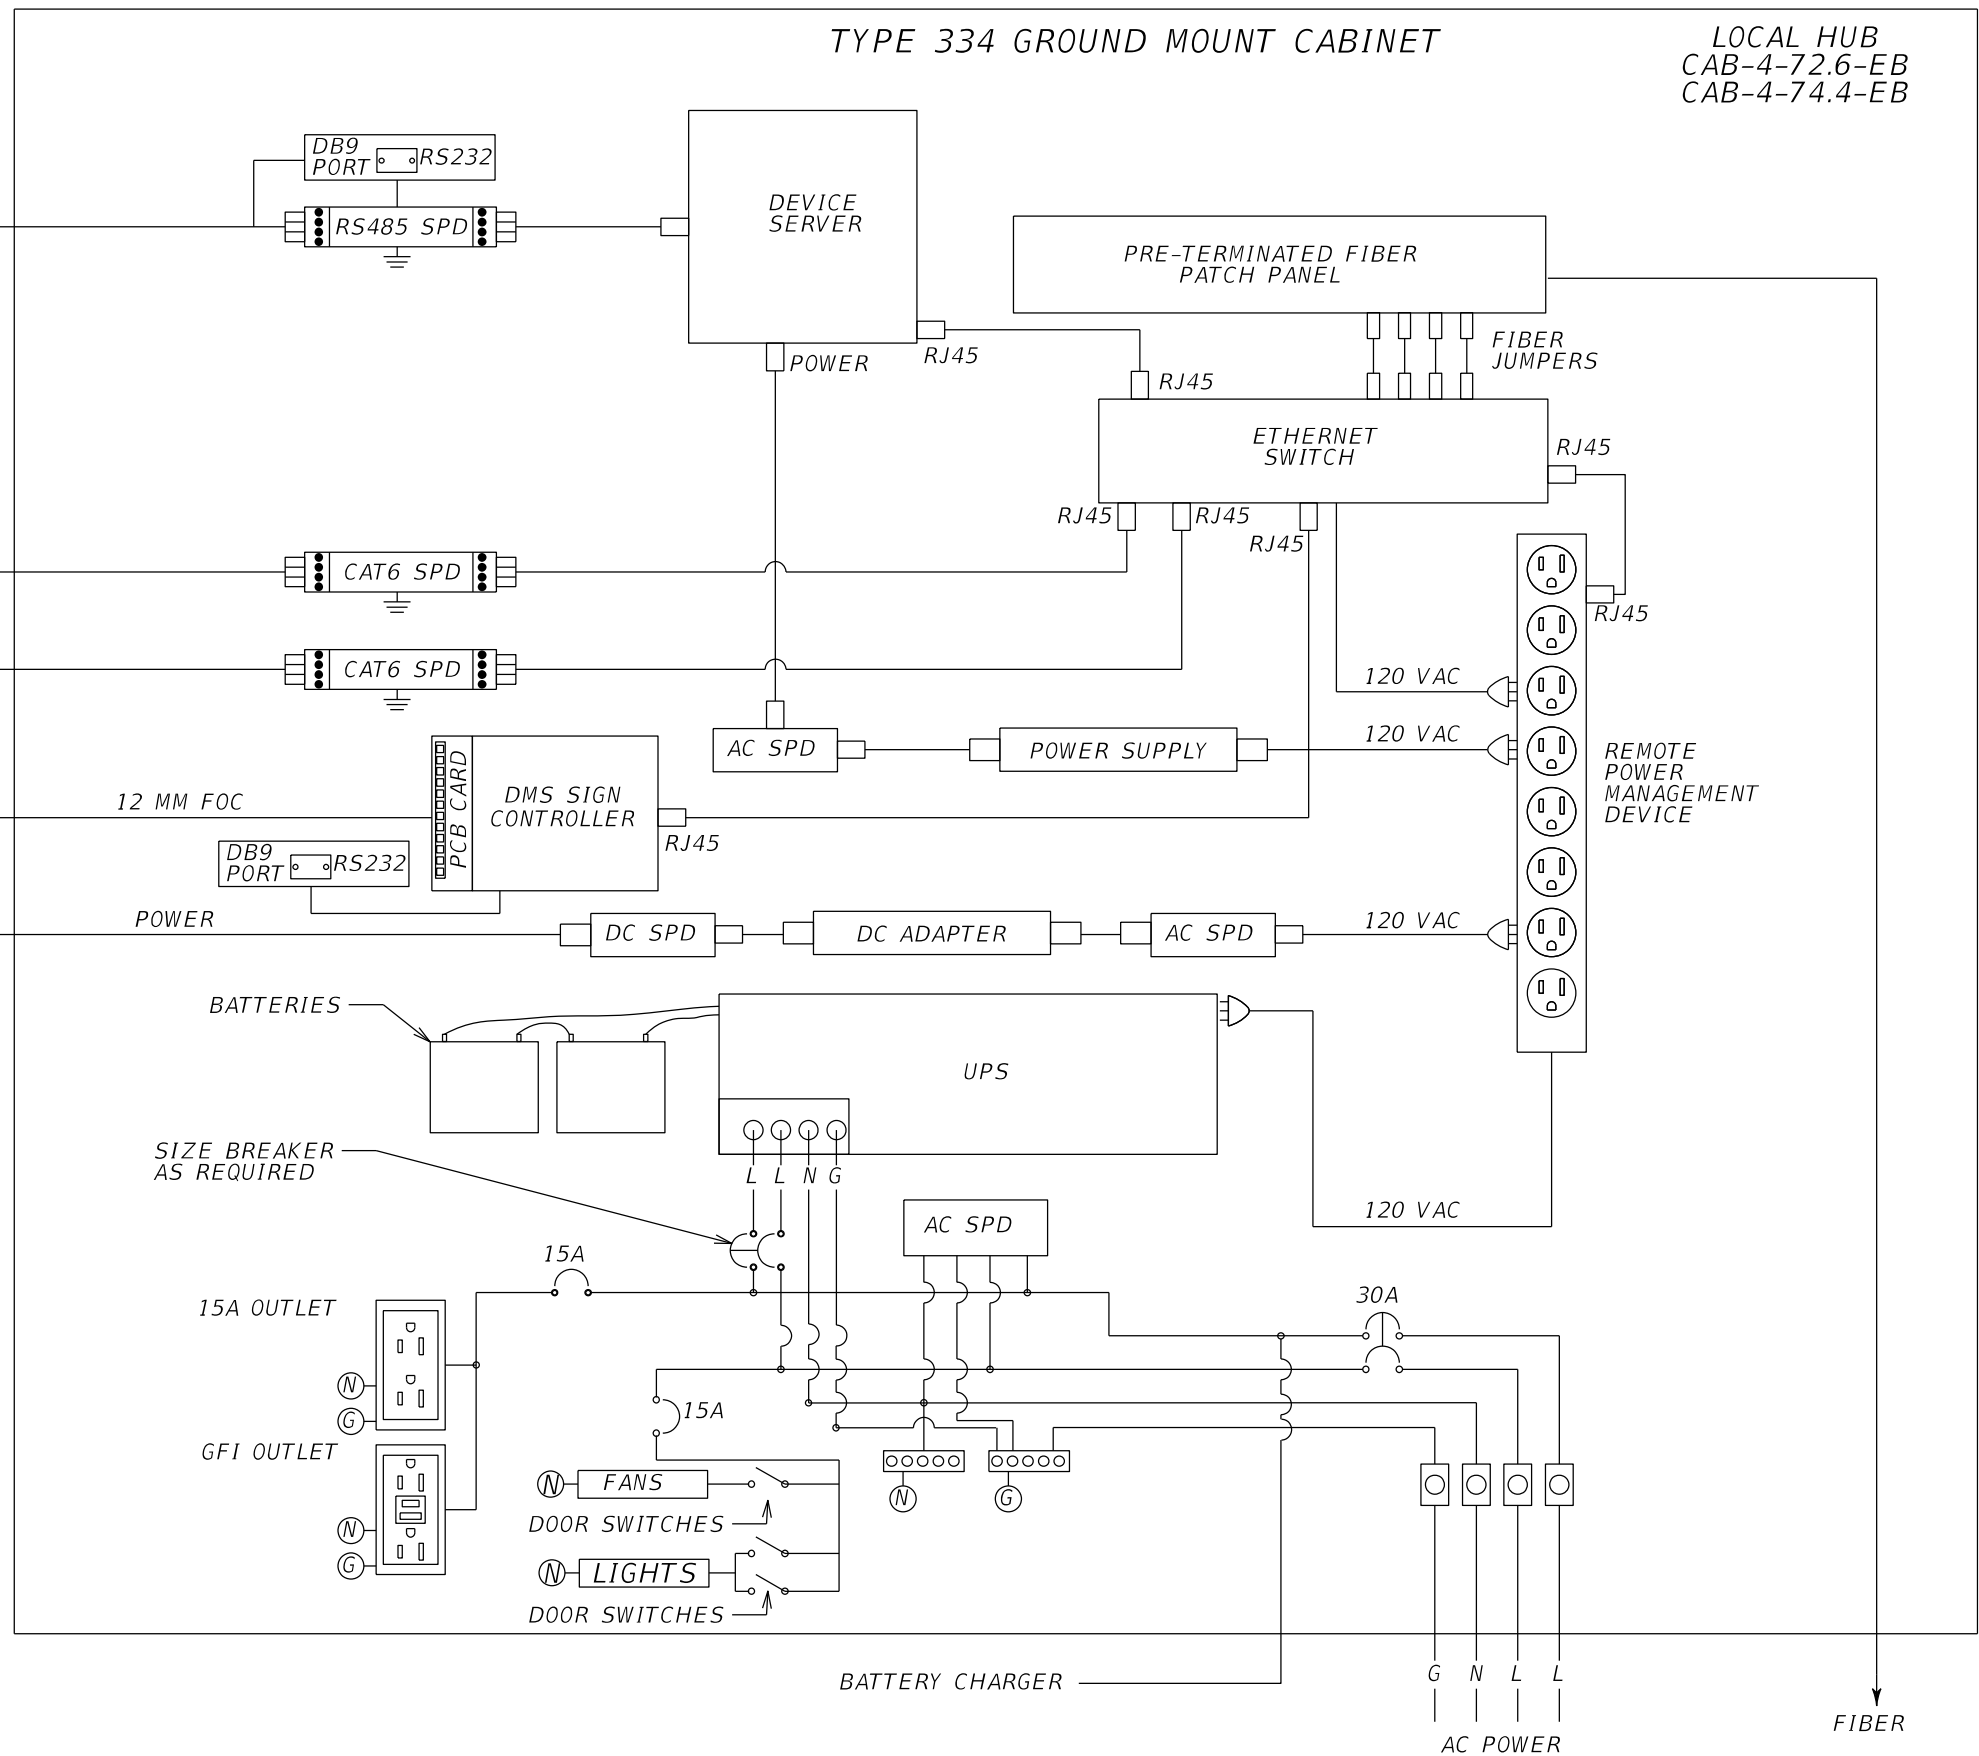 TYPE 334 GROUND MOUNT CABINET
LOCAL HUB
CAB-4-72.6-EB
CAB-4-74.4-EB
DB9
PORT
RS232
RS485 SPD
DEVICE
SERVER
PRE-TERMINATED FIBER
PATCH PANEL
FIBER
JUMPERS
POWER
RJ45
RJ45
ETHERNET
SWITCH
RJ45
RJ45
RJ45
RJ45
CAT6 SPD
RJ45
CAT6 SPD
120 VAC
AC SPD
POWER SUPPLY
120 VAC
REMOTE
POWER
MANAGEMENT
DEVICE
12 MM FOC
PCB CARD
DMS SIGN
CONTROLLER
RJ45
DB9
PORT
RS232
POWER
DC SPD
DC ADAPTER
AC SPD
120 VAC
BATTERIES
UPS
SIZE BREAKER
AS REQUIRED
L
L
N
G
AC SPD
120 VAC
15A
15A OUTLET
30A
N
G
15A
GFI OUTLET
N
G
N
FANS
DOOR SWITCHES
N
G
N
LIGHTS
DOOR SWITCHES
BATTERY CHARGER
G
N
L
L
AC POWER
FIBER